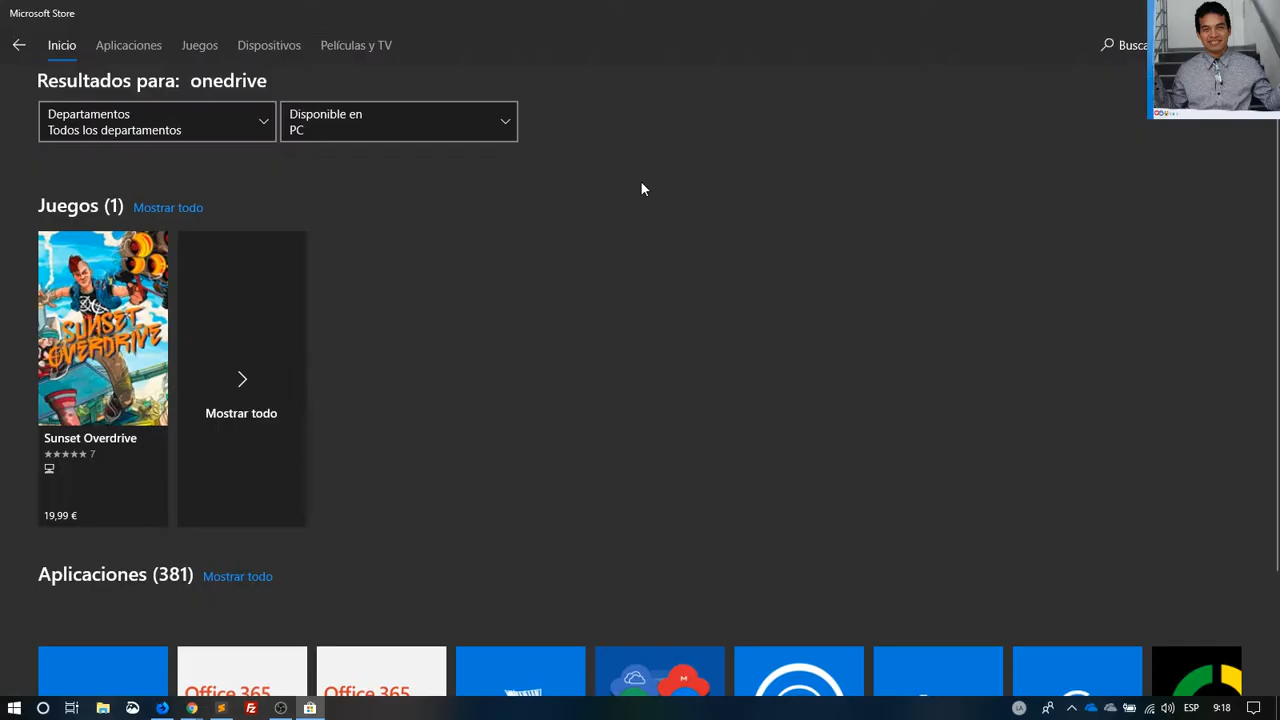 Microsoft Store
Inicio
Aplicaciones
Juegos
Dispositivos
Películas y TV
Busca
Resultados para: onedrive
Departamentos
Todos los departamentos
Disponible en
PC
Juegos (1) Mostrar todo
SUNSET
OVERDRIVE
Sunset Overdrive
7
19,99 €
Mostrar todo
Aplicaciones (381) Mostrar todo
Office 365
Office 365
M
ESP
9:18